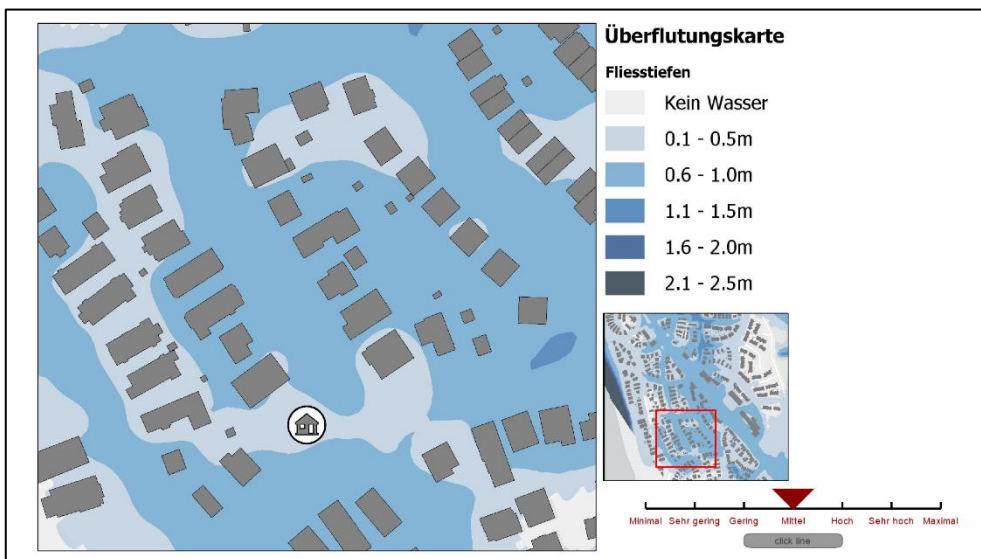 Überflutungskarte
Fliesstiefen
Kein Wasser
0.1 - 0.5m
0.6 - 1.0m
1.1 - 1.5m
1.6 - 2.0m
2.1 - 2.5m
Minimal Sehr gering Gering Mittel Hoch Sehr hoch Maximal
click line